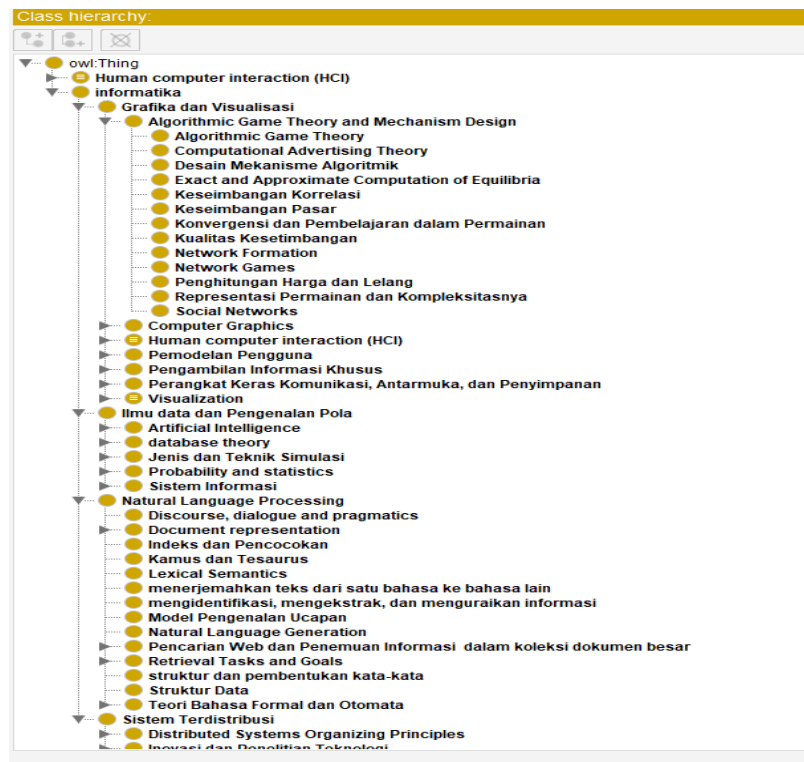 Class hierarchy:
owl:Thing
Human computer interaction (HCI)
informatika
Grafika dan Visualisasi
Algorithmic Game Theory and Mechanism Design
Algorithmic Game Theory
Computational Advertising Theory
Desain Mekanisme Algoritmik
Exact and Approximate Computation of Equilibria
Keseimbangan Korrelasi
Keseimbangan Pasar
Konvergensi dan Pembelajaran dalam Permainan
Kualitas Kesetimbangan
Network Formation
Network Games
Penghitungan Harga dan Lelang
Representasi Permainan dan Kompleksitasnya
Social Networks
Computer Graphics
Human computer interaction (HCI)
Pemodelan Pengguna
Pengambilan Informasi Khusus
Perangkat Keras Komunikasi, Antarmuka, dan Penyimpanan
Visualization
Ilmu data dan Pengenalan Pola
Artificial Intelligence
database theory
Jenis dan Teknik Simulasi
Probability and statistics
Sistem Informasi
Natural Language Processing
Discourse, dialogue and pragmatics
Document representation
Indeks dan Pencocokan
Kamus dan Tesaurus
Lexical Semantics
menerjemahkan teks dari satu bahasa ke bahasa lain
mengidentifikasi, mengekstrak, dan menguraikan informasi
Model Pengenalan Ucapan
Natural Language Generation
Pencarian Web dan Penemuan Informasi  dalam koleksi dokumen besar
Retrieval Tasks and Goals
struktur dan pembentukan kata-kata
Struktur Data
Teori Bahasa Formal dan Otomata
Sistem Terdistribusi
Distributed Systems Organizing Principles
Inovasi dan Penelitian Teknologi